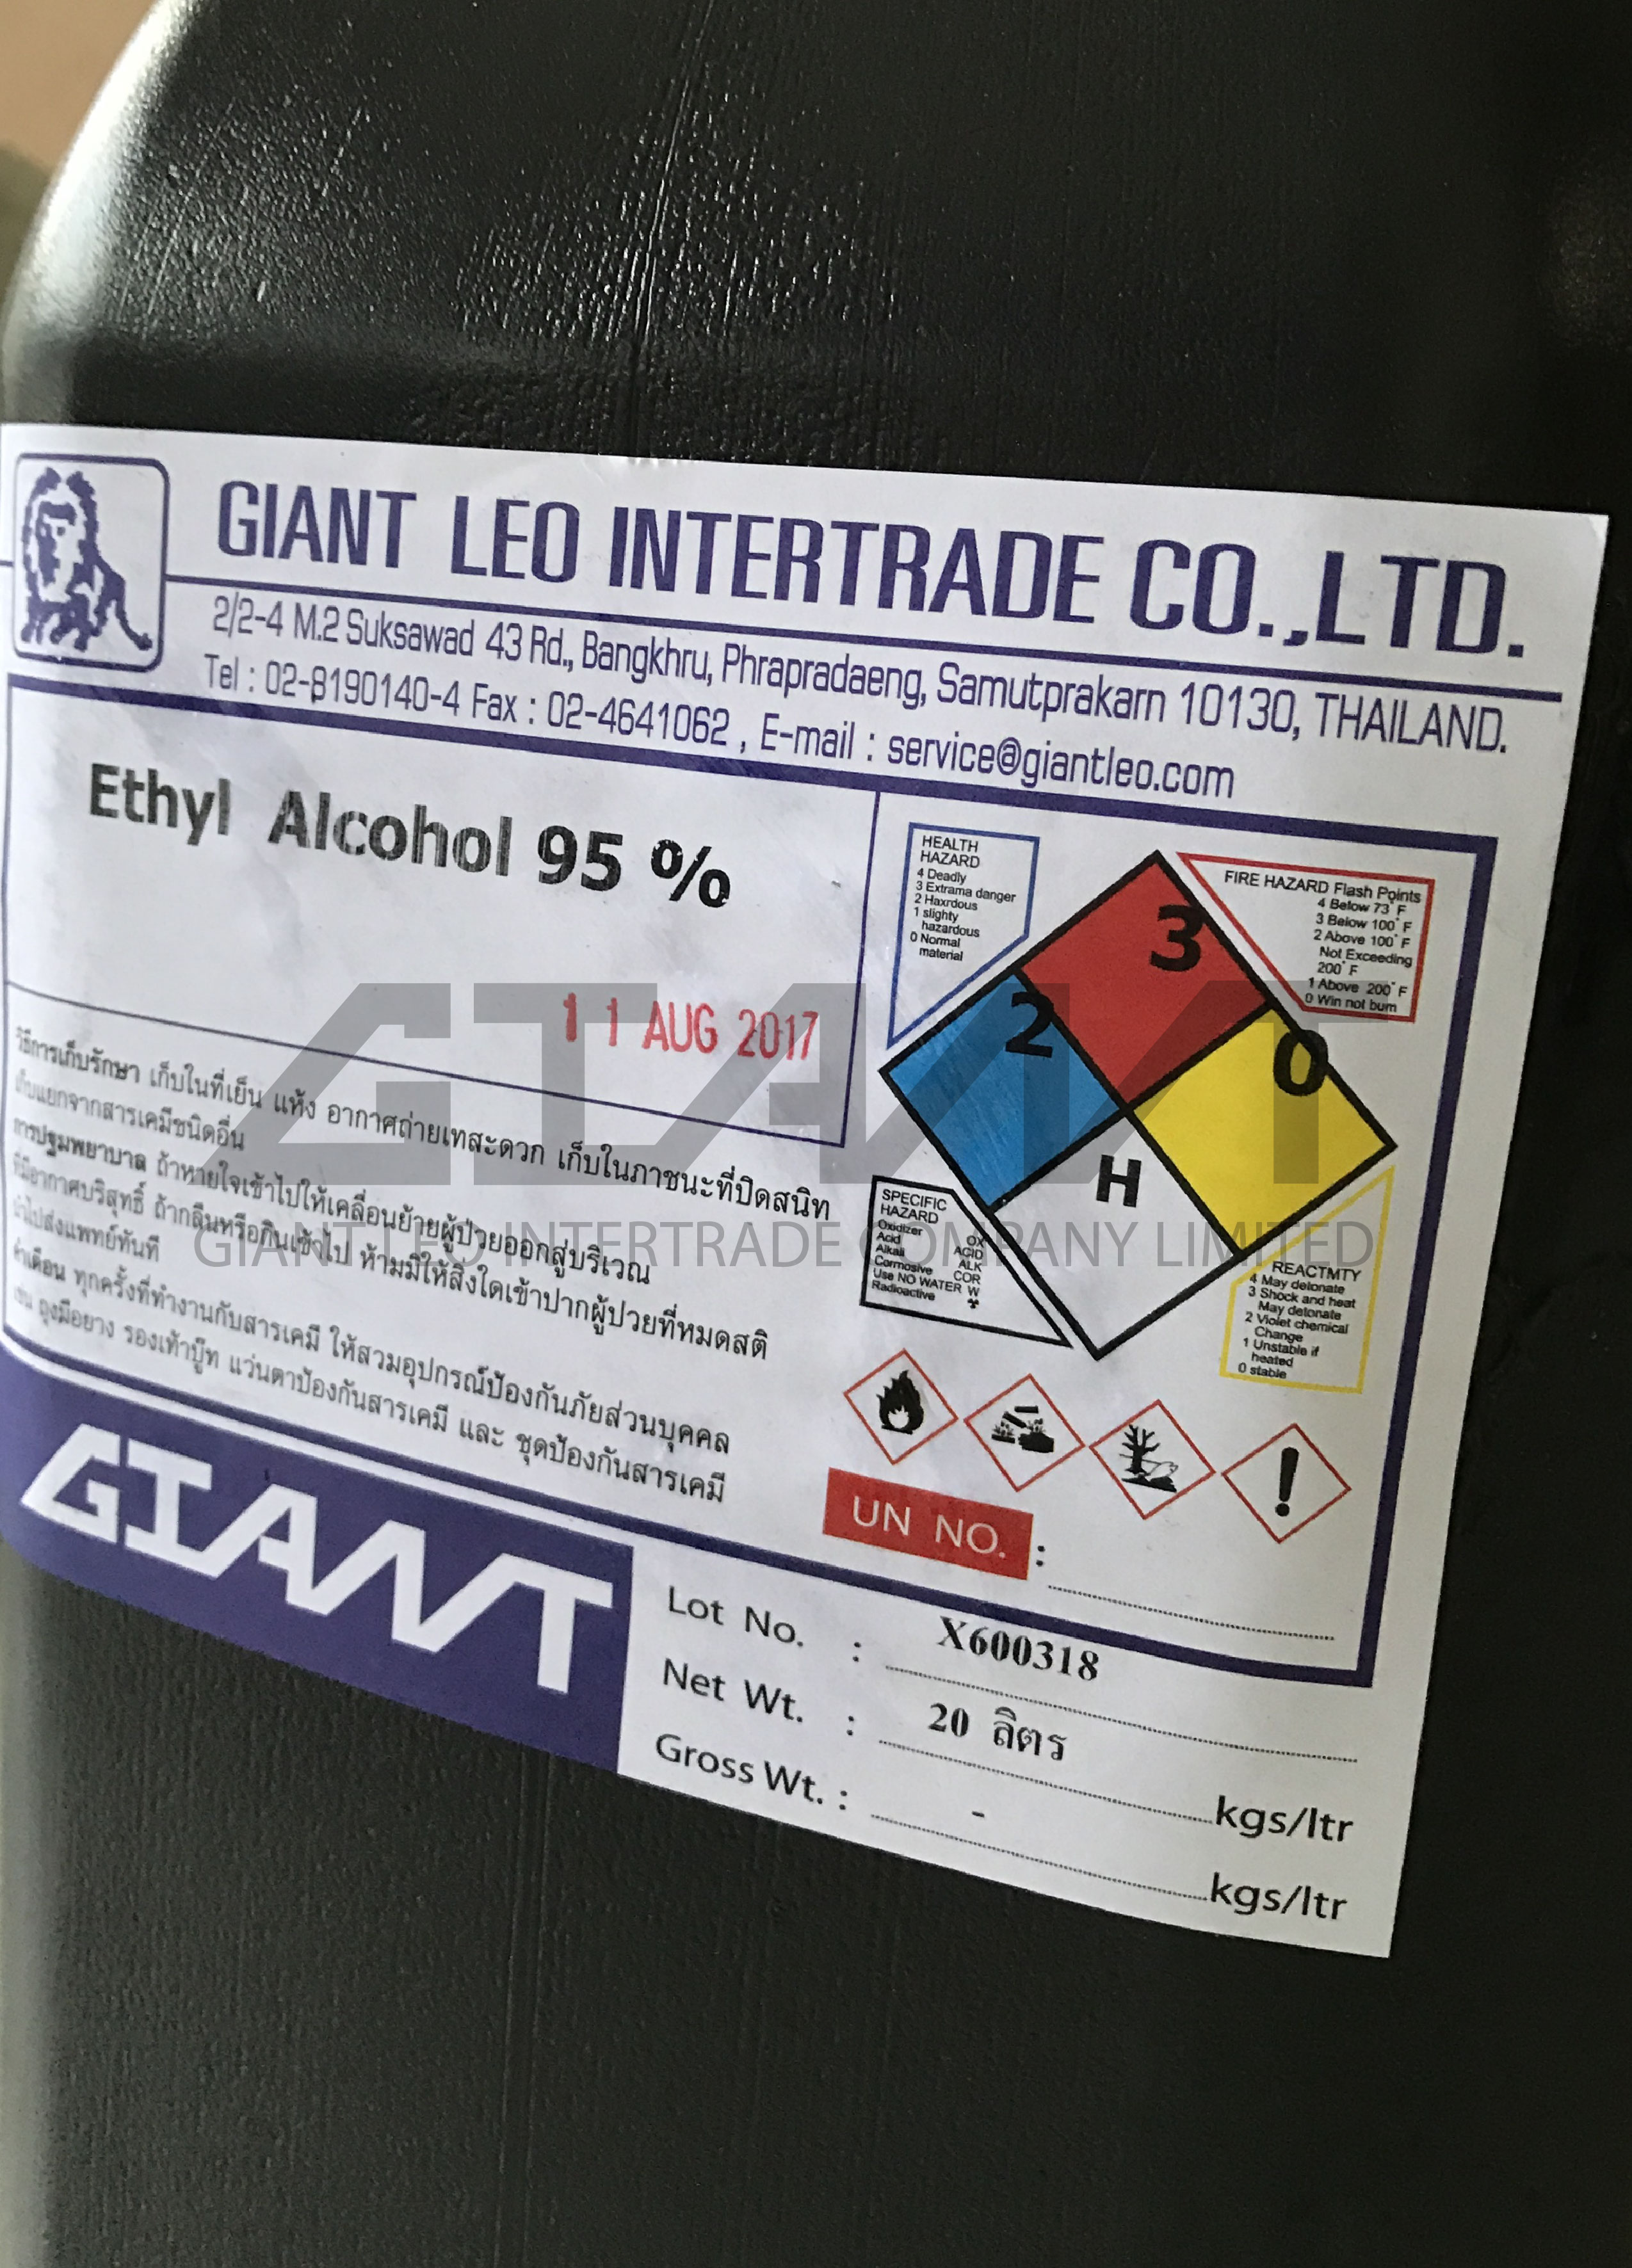 GIANT LEO INTERTRADE CO.,LTD.
2/2-4 M.2 Suksawad 43 Rd., Bangkhru, Phrapradaeng, Samutprakarn 10130, THAILAND.
Tel : 02-8190140-4 Fax : 02-4641062 , E-mail : service@giantleo.com
Ethyl Alcohol 95 %
11 AUG 2017
HEALTH
HAZARD
4 Deadly
3 Extrama danger
2 Haxrdous
1 slighty
hazardous
0 Normal
material
FIRE HAZARD Flash Points
4 Below 73° F
3 Below 100° F
2 Above 100° F
Not Exceeding
200° F
1 Above 200° F
0 Win not bum
3
2
0
H
SPECIFIC
HAZARD
Oxidizer OX
Acid ACID
Alkali ALK
Cormosive COR
Use NO WATER W
Radioactive
REACTMTY
4 May detonate
3 Shock and heat
May detonate
2 Violet chemical
Change
1 Unstable if
heated
0 stable
วิธีการเก็บรักษา เก็บในที่เย็น แห้ง อากาศถ่ายเทสะดวก เก็บในภาชนะที่ปิดสนิท
เก็บแยกจากสารเคมีชนิดอื่น
การปฐมพยาบาล ถ้าหายใจเข้าไปให้เคลื่อนย้ายผู้ป่วยออกสู่บริเวณ
ที่มีอากาศบริสุทธิ์ ถ้ากลืนหรือกินเข้าไป ห้ามมิให้สิ่งใดเข้าปากผู้ป่วยที่หมดสติ
นำไปส่งแพทย์ทันที
คำเตือน ทุกครั้งที่ทำงานกับสารเคมี ให้สวมอุปกรณ์ป้องกันภัยส่วนบุคคล
เช่น ถุงมือยาง รองเท้าบู๊ท แว่นตาป้องกันสารเคมี และ ชุดป้องกันสารเคมี
GIANT
GIANT LEO INTERTRADE COMPANY LIMITED
UN NO. :
GIANT
Lot No. : X600318
Net Wt. : 20 ลิตร kgs/ltr
Gross Wt. : - kgs/ltr